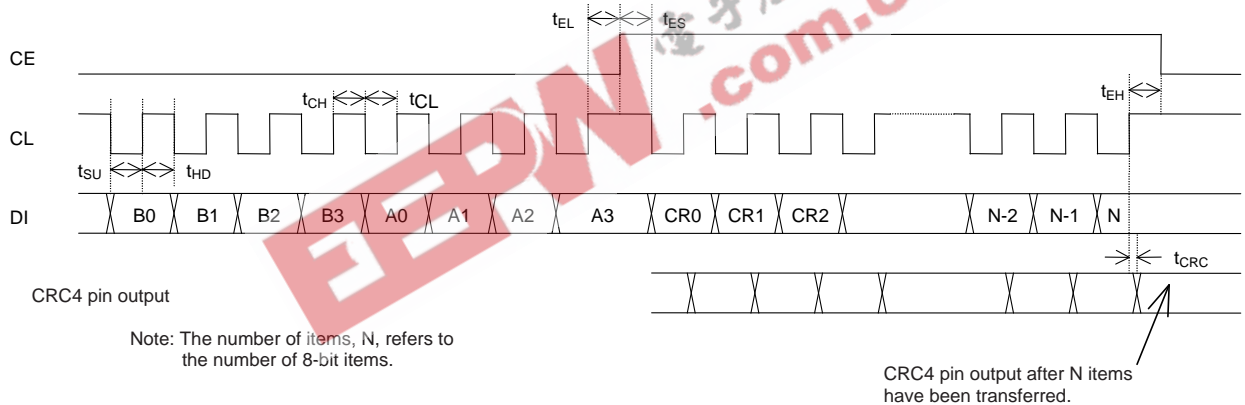 tEL tES
CE
tCH tCL tEH
CL
tSU tHD
DI B0 B1 B2 B3 A0 A1 A2 A3 CR0 CR1 CR2 N-2 N-1 N
tCRC
CRC4 pin output
Note: The number of items, N, refers to
the number of 8-bit items.
CRC4 pin output after N items
have been transferred.
EEPW
.com.c